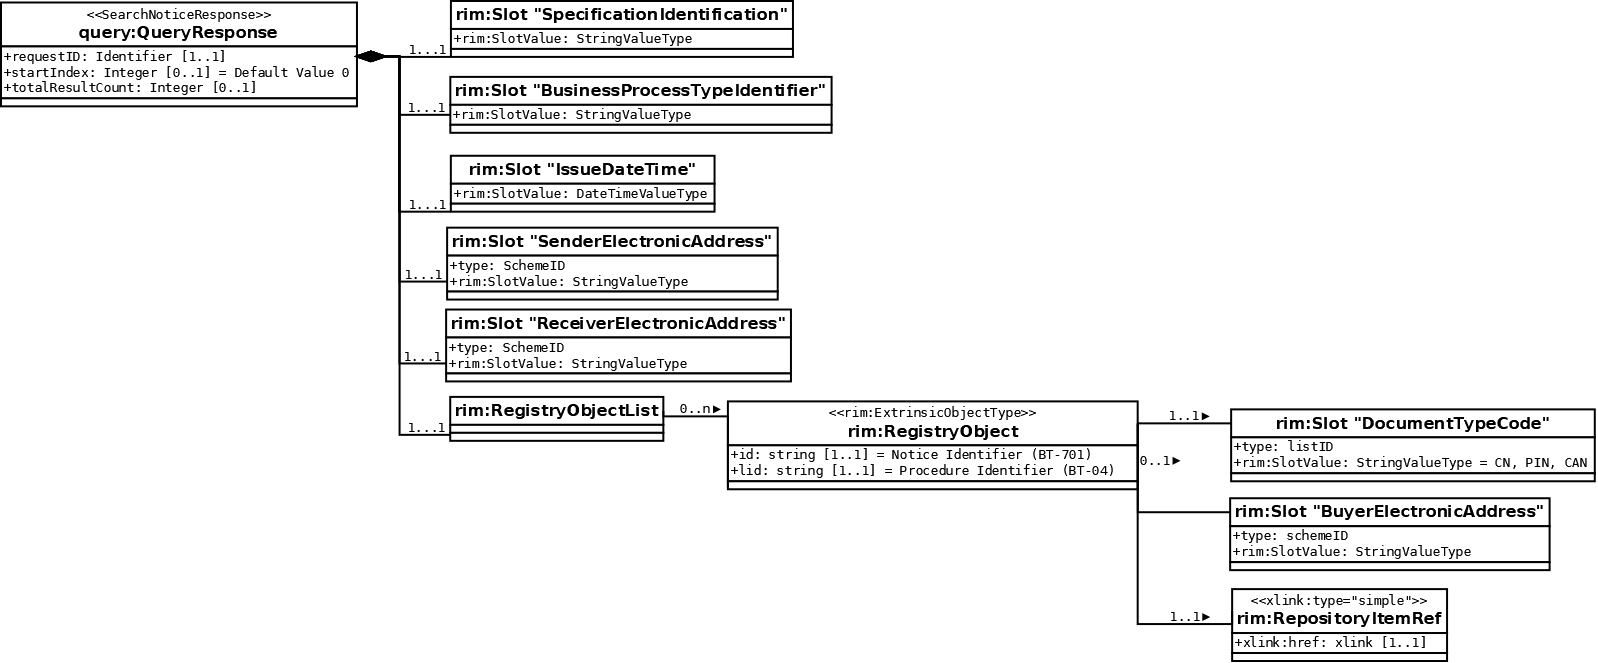 <<SearchNoticeResponse>>
query:QueryResponse
+requestID: Identifier [1..1]
+startIndex: Integer [0..1] = Default Value 0
+totalResultCount: Integer [0..1]
rim:Slot "SpecificationIdentification"
+rim:SlotValue: StringValueType
1...1
rim:Slot "BusinessProcessTypeIdentifier"
+rim:SlotValue: StringValueType
1...1
rim:Slot "IssueDateTime"
+rim:SlotValue: DateTimeValueType
1...1
rim:Slot "SenderElectronicAddress"
+type: SchemeID
+rim:SlotValue: StringValueType
1...1
rim:Slot "ReceiverElectronicAddress"
+type: SchemeID
+rim:SlotValue: StringValueType
1...1
rim:RegistryObjectList
1...1
0..n
<<rim:ExtrinsicObjectType>>
rim:RegistryObject
+id: string [1..1] = Notice Identifier (BT-701)
+lid: string [1..1] = Procedure Identifier (BT-04)
1..1
rim:Slot "DocumentTypeCode"
+type: listID
+rim:SlotValue: StringValueType = CN, PIN, CAN
0..1
rim:Slot "BuyerElectronicAddress"
+type: schemeID
+rim:SlotValue: StringValueType
1..1
<<xlink:type="simple">>
rim:RepositoryItemRef
+xlink:href: xlink [1..1]